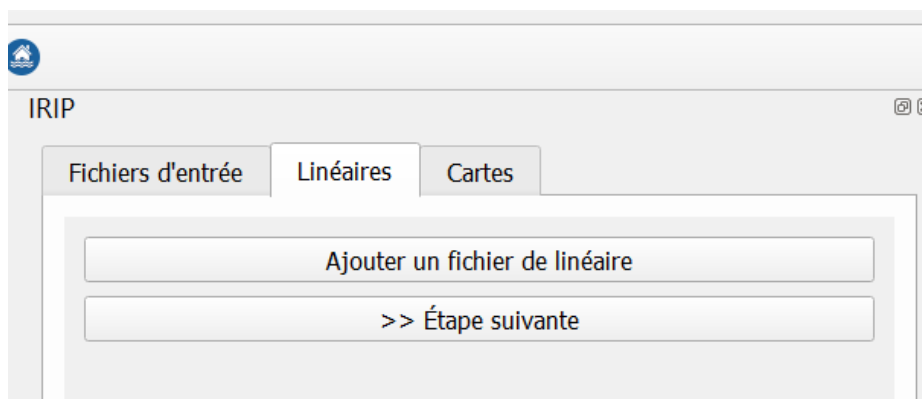 IRIP
Fichiers d'entrée Linéaires Cartes
Ajouter un fichier de linéaire
>> Étape suivante